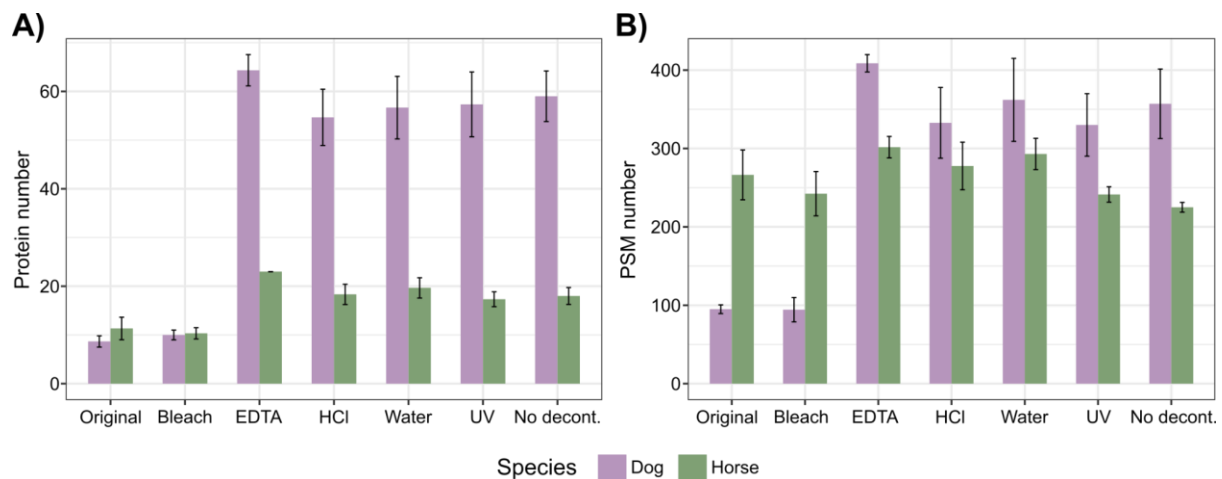 A)
Protein number
60
40
20
0
Original Bleach EDTA HCl Water UV No decont.
B)
PSM number
400
300
200
100
0
Original Bleach EDTA HCl Water UV No decont.
Species Dog Horse